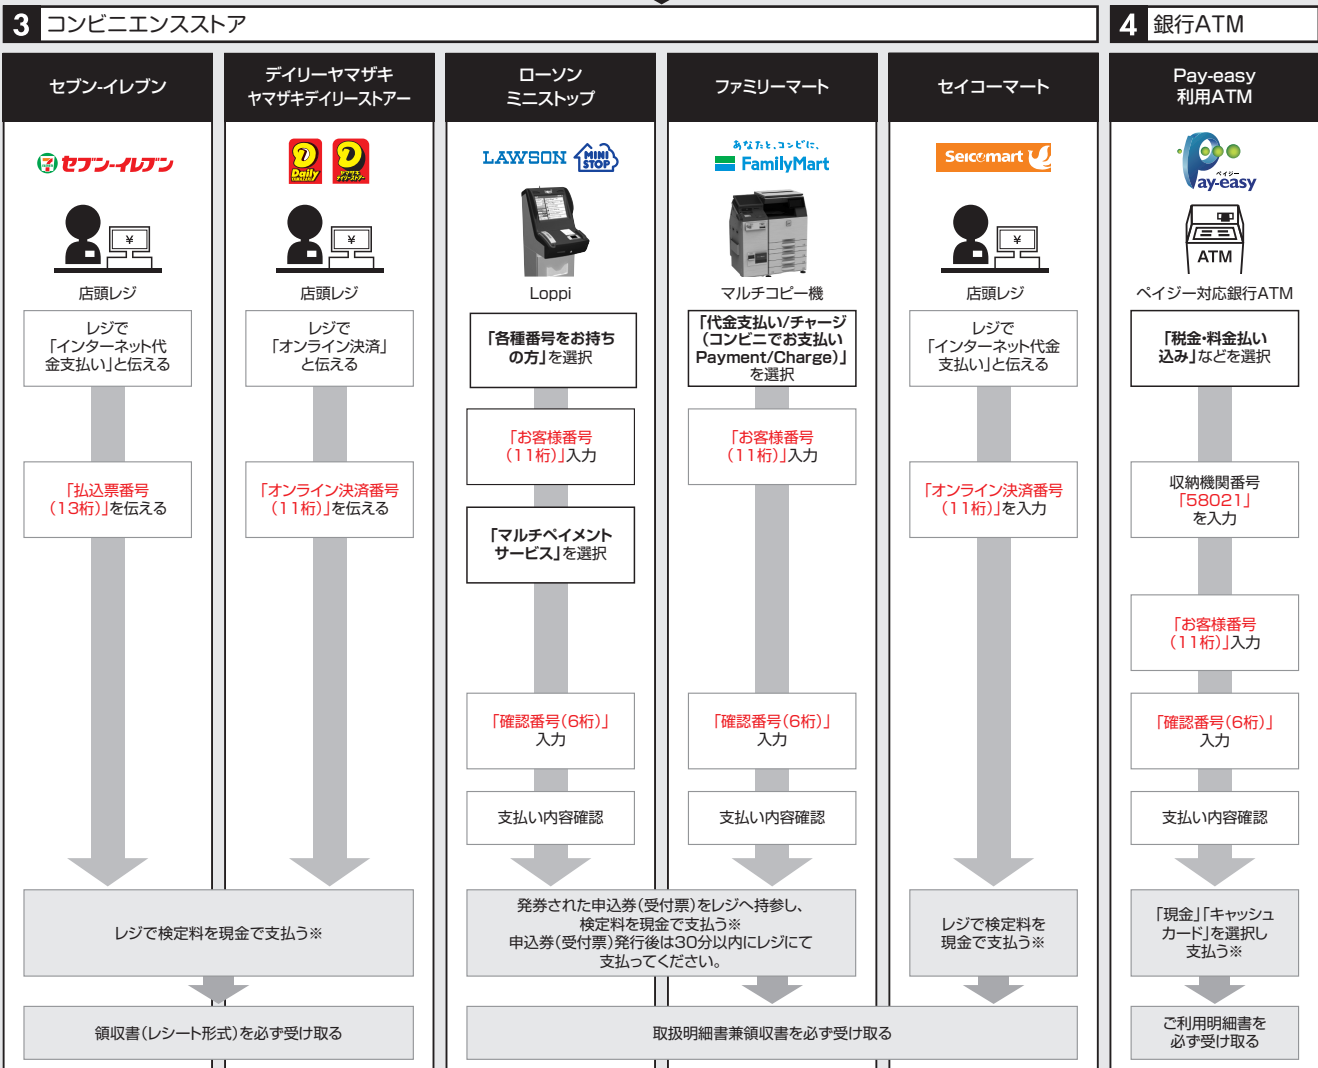 3 コンビニエンスストア
4 銀行ATM
セブン-イレブン
デイリーヤマザキ
ヤマザキデイリーストアー
ローソン
ミニストップ
ファミリーマート
セイコーマート
Pay-easy
利用ATM
セブン-イレブン
Daily
ヤマザキ
デイリーストアー
LAWSON
MINI
STOP
あなたと、コンビに、
FamilyMart
Seicomart
ペイジー
Pay-easy
¥
¥
¥
ATM
店頭レジ
店頭レジ
Loppi
マルチコピー機
店頭レジ
ペイジー対応銀行ATM
レジで
「インターネット代
金支払い」と伝える
レジで
「オンライン決済」
と伝える
「各種番号をお持ち
の方」を選択
「代金支払い/チャージ
(コンビニでお支払い
Payment/Charge)」
を選択
レジで
「インターネット代金
支払い」と伝える
「税金・料金払い
込み」などを選択
「お客様番号
(11桁)」入力
「お客様番号
(11桁)」入力
「払込票番号
(13桁)」を伝える
「オンライン決済番号
(11桁)」を伝える
「マルチペイメント
サービス」を選択
「オンライン決済番号
(11桁)」を入力
収納機関番号
「58021」
を入力
「お客様番号
(11桁)」入力
「確認番号(6桁)」
入力
「確認番号(6桁)」
入力
「確認番号(6桁)」
入力
支払い内容確認
支払い内容確認
支払い内容確認
レジで検定料を現金で支払う※
発券された申込券(受付票)をレジへ持参し、
検定料を現金で支払う※
申込券(受付票)発行後は30分以内にレジにて
支払ってください。
レジで検定料を
現金で支払う※
「現金」「キャッシュ
カード」を選択し
支払う※
領収書(レシート形式)を必ず受け取る
取扱明細書兼領収書を必ず受け取る
ご利用明細書を
必ず受け取る